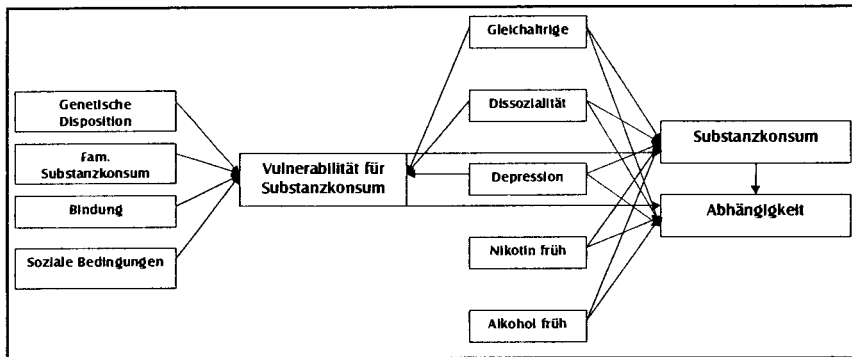 Genetische
Disposition
Fam.
Substanzkonsum
Bindung
Soziale Bedingungen
Vulnerabilität für
Substanzkonsum
Gleichaltrige
Dissozialität
Depression
Nikotin früh
Alkohol früh
Substanzkonsum
Abhängigkeit